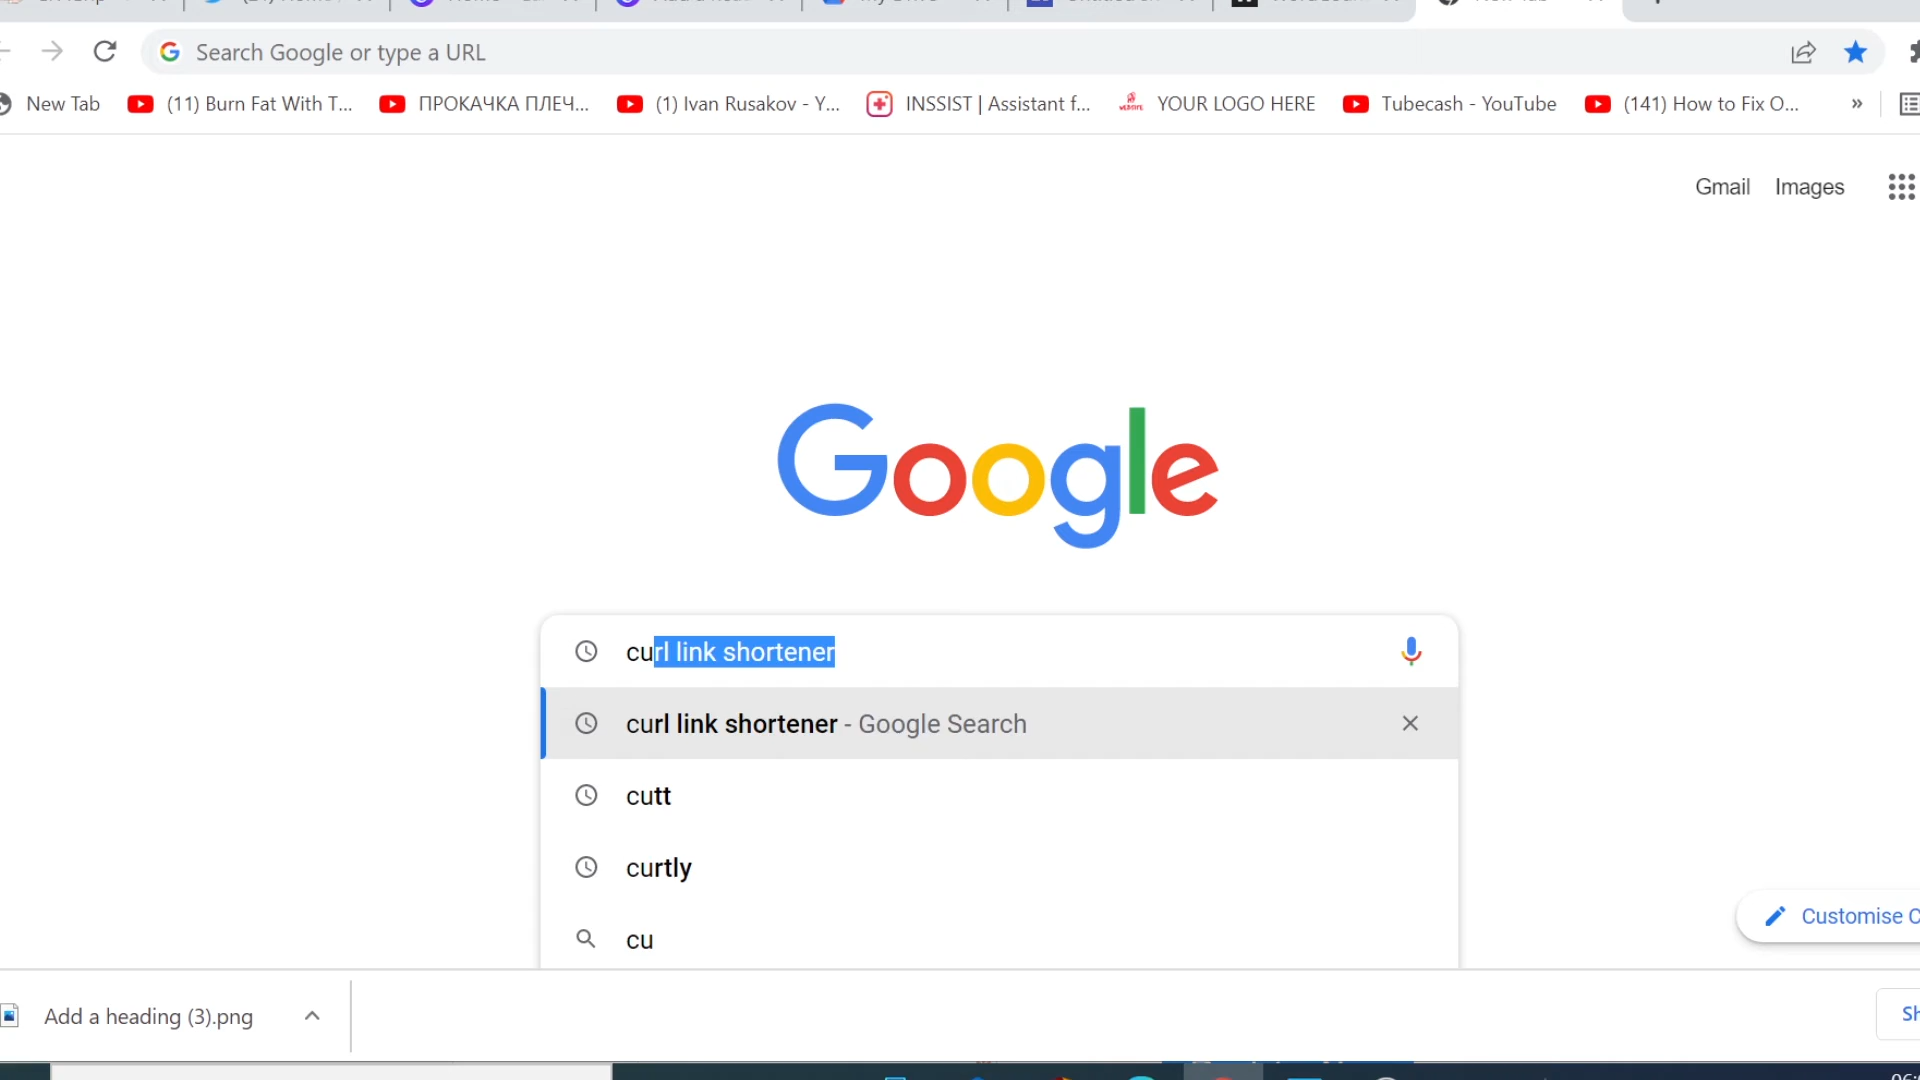 Search Google or type a URL
New Tab (11) Burn Fat With T... ПРОКАЧКА ПЛЕЧ... (1) Ivan Rusakov - Y... INSSIST | Assistant f... YOUR LOGO HERE Tubecash - YouTube (141) How to Fix O... »
Gmail Images
Google
curl link shortener
curl link shortener - Google Search
cutt
curtly
cu
Customise C
Add a heading (3).png
Sh